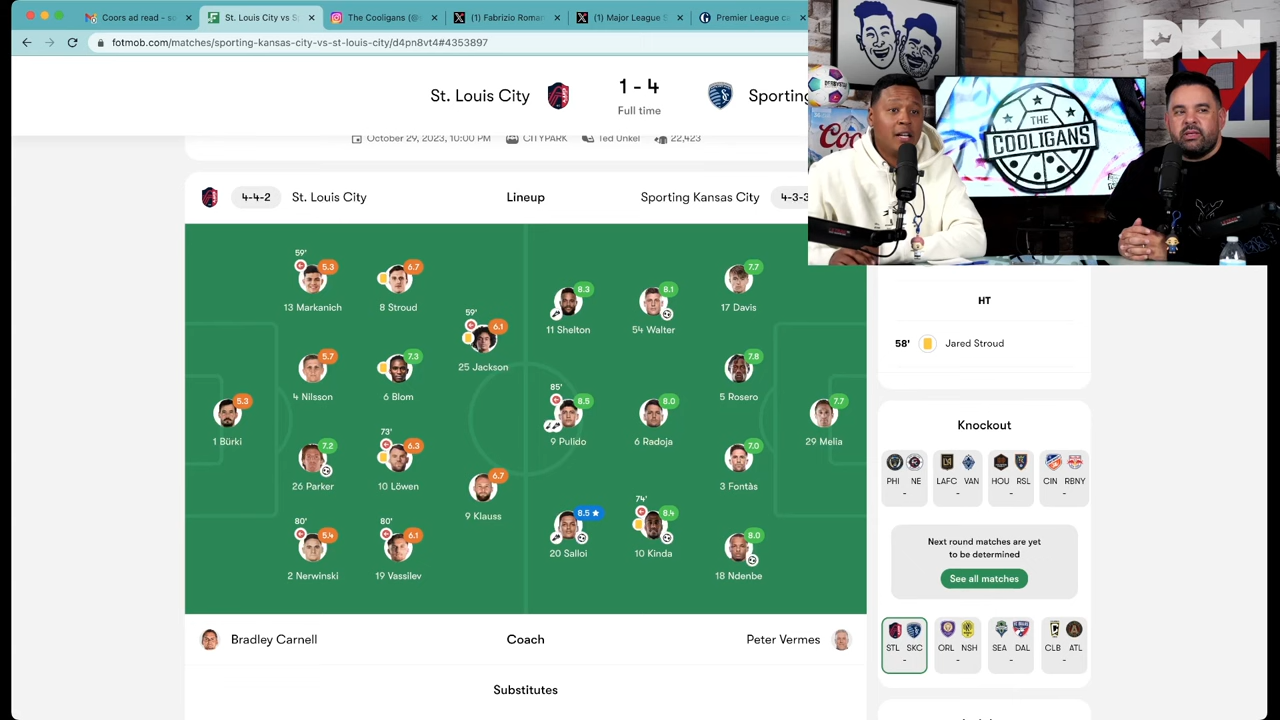 Coors ad read - s
St. Louis City vs S
The Cooligans (@
(1) Fabrizio Roma
(1) Major League S
Premier League c
fotmob.com/matches/sporting-kansas-city-vs-st-louis-city/d4pn8vt4#4353897
DKN
THE
COOLIGANS
St. Louis City
1 - 4
Full time
Sporting
October 29, 2023, 10:00 PM
CITYPARK
Ted Unkel
22,423
4-4-2
St. Louis City
Lineup
Sporting Kansas City
4-3-3
59'
5.3
13 Markanich
6.7
8 Stroud
59'
6.1
25 Jackson
8.3
11 Shelton
8.1
54 Walter
7.7
17 Davis
5.7
4 Nilsson
7.3
6 Blom
7.8
5 Rosero
5.3
1 Bürki
85'
8.5
9 Pulido
8.0
6 Radoja
7.7
29 Melia
7.2
26 Parker
73'
6.3
10 Löwen
6.7
9 Klauss
7.0
3 Fontàs
80'
5.4
2 Nerwinski
80'
6.1
19 Vassilev
8.5
20 Salloi
74'
8.4
10 Kinda
8.0
18 Ndenbe
Bradley Carnell
Coach
Peter Vermes
Substitutes
HT
58'
Jared Stroud
Knockout
PHI NE
-
LAFC VAN
-
HOU RSL
-
CIN RBNY
-
Next round matches are yet
to be determined
See all matches
STL SKC
-
ORL NSH
-
SEA DAL
-
CLB ATL
-